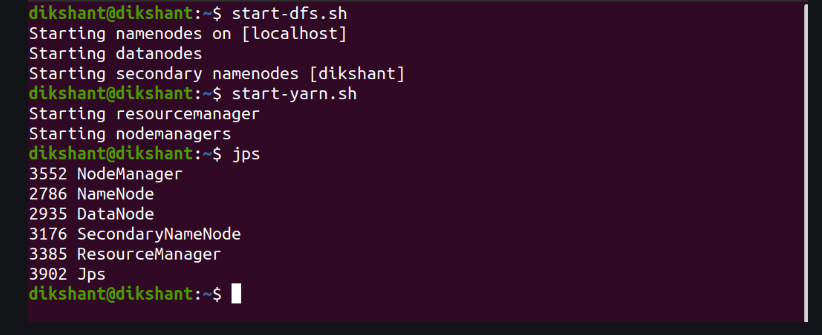 dikshant@dikshant:~$ start-dfs.sh
Starting namenodes on [localhost]
Starting datanodes
Starting secondary namenodes [dikshant]
dikshant@dikshant:~$ start-yarn.sh
Starting resourcemanager
Starting nodemanagers
dikshant@dikshant:~$ jps
3552 NodeManager
2786 NameNode
2935 DataNode
3176 SecondaryNameNode
3385 ResourceManager
3902 Jps
dikshant@dikshant:~$